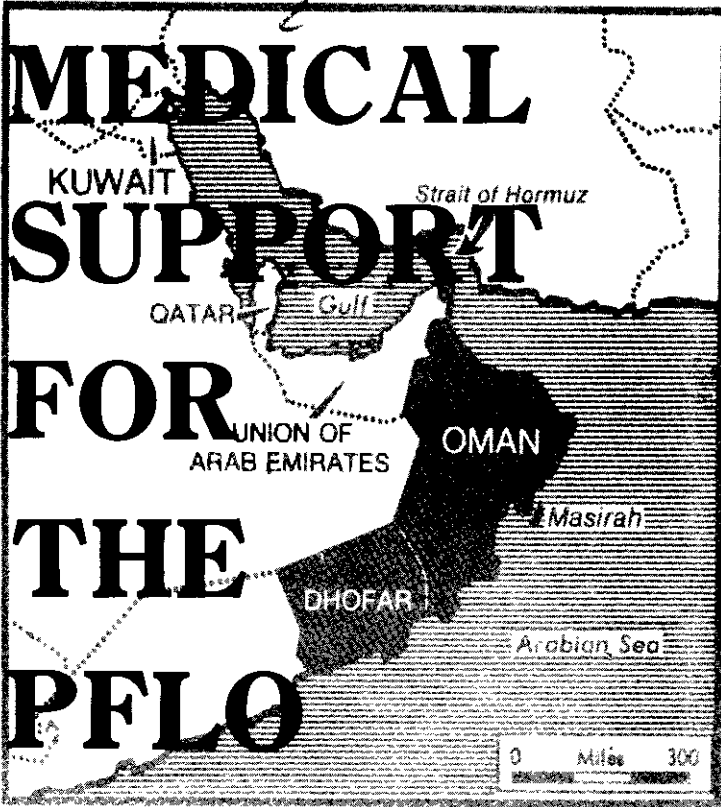 MEDICAL
KUWAIT
Strait of Hormuz
SUPPORT
QATAR
Gulf
FOR
UNION OF
ARAB EMIRATES
OMAN
Masirah
THE
DHOFAR
Arabian Sea
PFLO
0 Miles 300